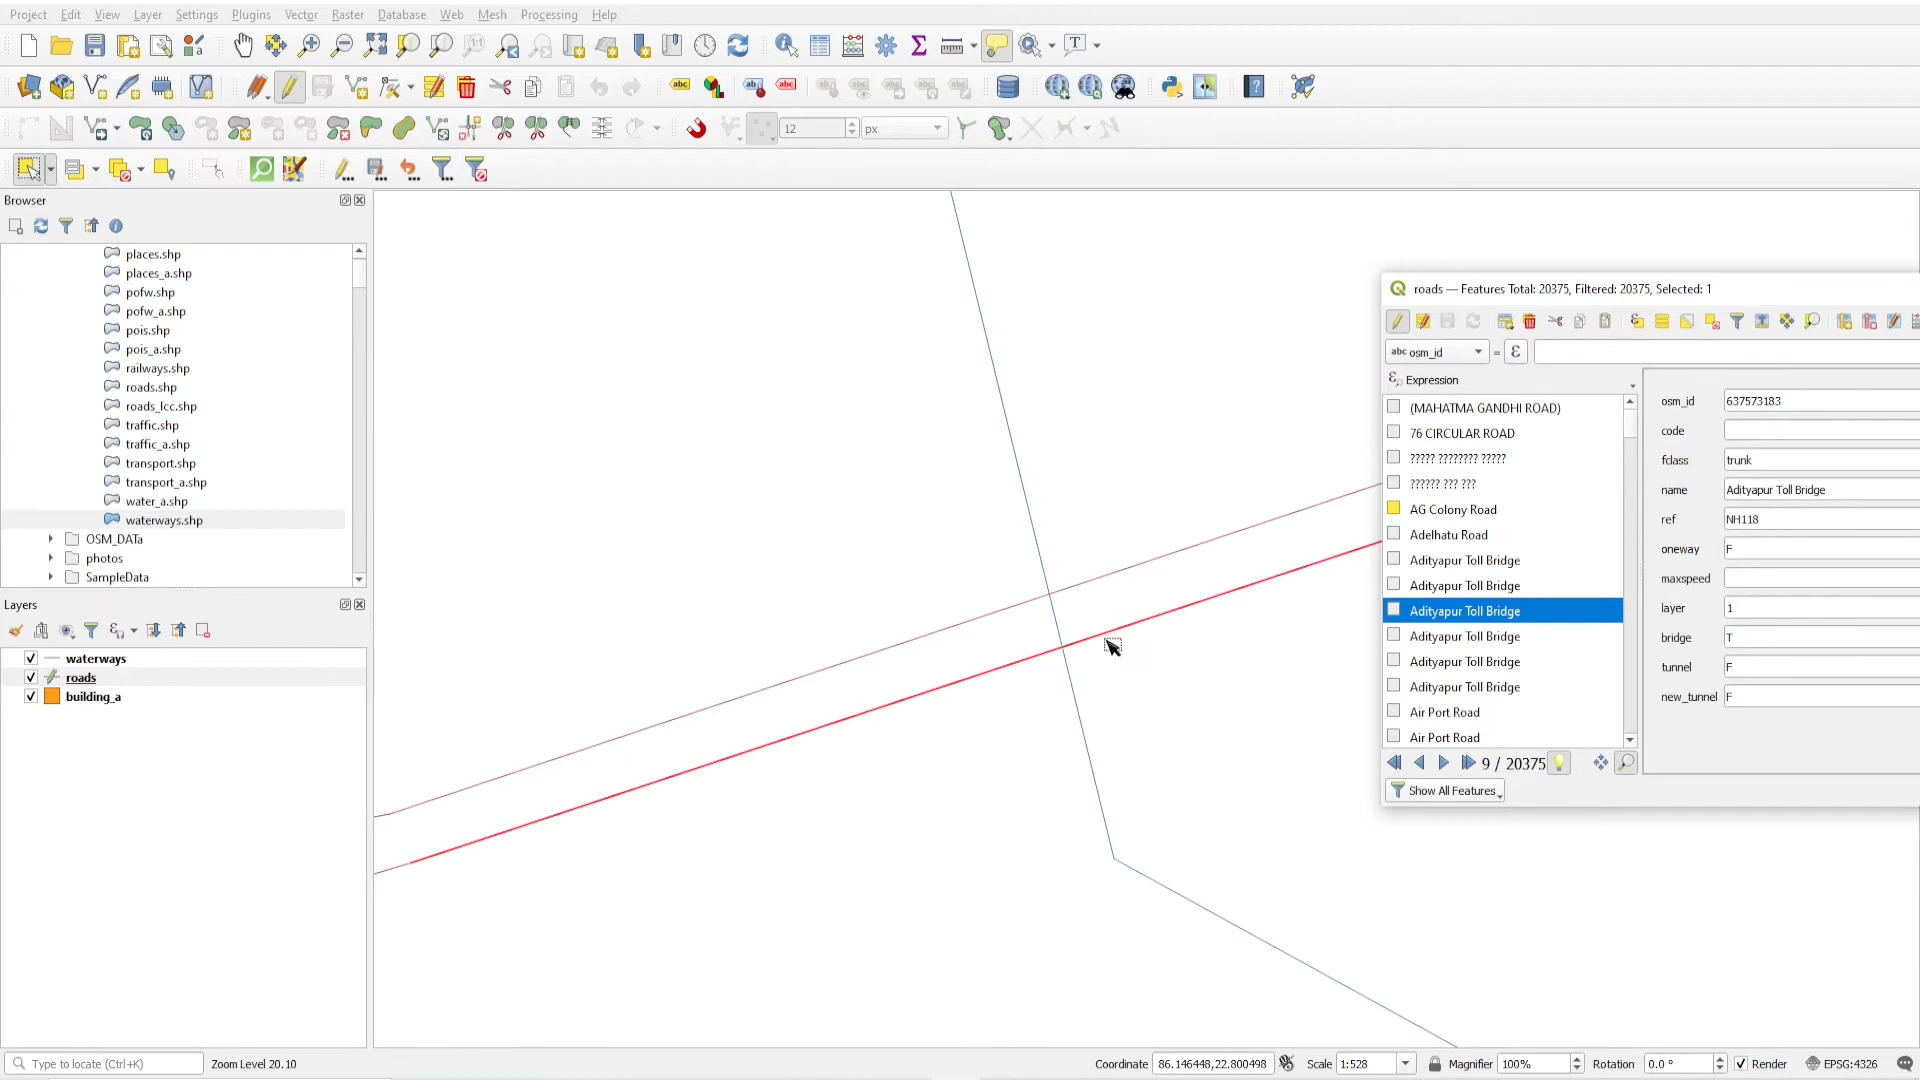 Project Edit View Layer Settings Plugins Vector Raster Database Web Mesh Processing Help
12 px
Browser
places.shp
places_a.shp
pofw.shp
pofw_a.shp
pois.shp
pois_a.shp
railways.shp
roads.shp
roads_lcc.shp
traffic.shp
traffic_a.shp
transport.shp
transport_a.shp
water_a.shp
waterways.shp
OSM_DATa
photos
SampleData
Layers
waterways
roads
building_a
roads — Features Total: 20375, Filtered: 20375, Selected: 1
abc osm_id =
Expression
(MAHATMA GANDHI ROAD)
76 CIRCULAR ROAD
????? ???????? ?????
?????? ??? ???
AG Colony Road
Adelhatu Road
Adityapur Toll Bridge
Adityapur Toll Bridge
Adityapur Toll Bridge
Adityapur Toll Bridge
Adityapur Toll Bridge
Adityapur Toll Bridge
Air Port Road
Air Port Road
9 / 20375
Show All Features
osm_id 637573183
code
fclass trunk
name Adityapur Toll Bridge
ref NH118
oneway F
maxspeed
layer 1
bridge T
tunnel F
new_tunnel F
Type to locate (Ctrl+K) Zoom Level 20.10 Coordinate 86.146448,22.800498 Scale 1:528 Magnifier 100% Rotation 0.0 ° Render EPSG:4326